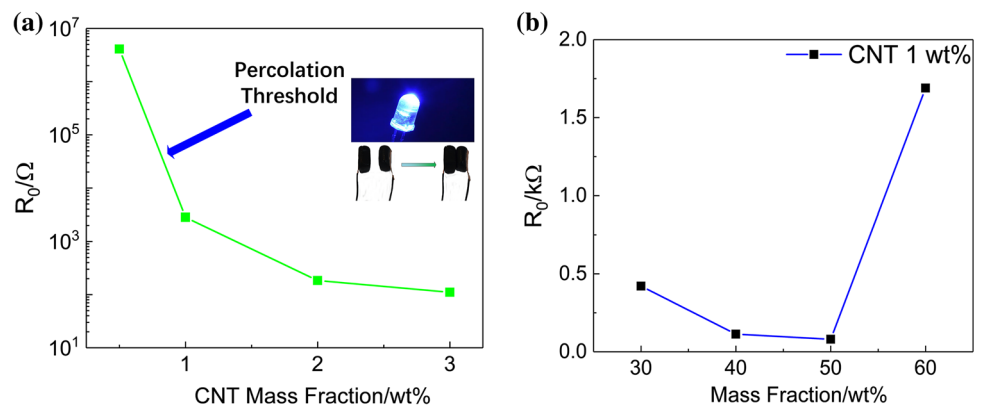 (a)
10^7
10^5
10^3
10^1
R_0/Ω
Percolation
Threshold
1
2
3
CNT Mass Fraction/wt%
(b)
2.0
1.5
1.0
0.5
0.0
R_0/kΩ
CNT 1 wt%
30
40
50
60
Mass Fraction/wt%